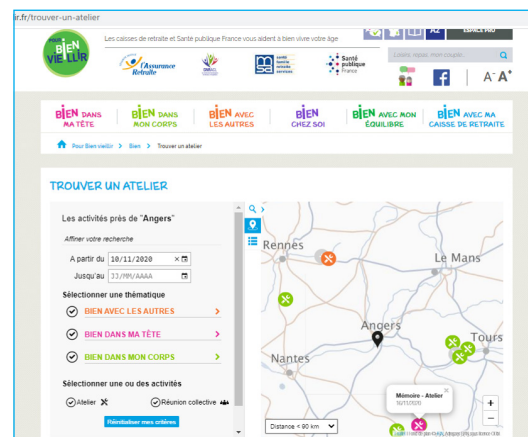 ir.fr/trouver-un-atelier
POUR BIEN VIEILLIR
Les caisses de retraite et Santé publique France vous aident à bien vivre votre âge
AZ
ESPACE PRO
l'Assurance Retraite
santé famille retraite services
Santé publique France
Loisirs, repas, mon couple...
A- A+
BIEN DANS MA TÊTE
BIEN DANS MON CORPS
BIEN AVEC LES AUTRES
BIEN CHEZ SOI
BIEN AVEC MON ÉQUILIBRE
BIEN AVEC MA CAISSE DE RETRAITE
Pour Bien vieillir > Bien > Trouver un atelier
TROUVER UN ATELIER
Les activités près de "Angers"
Affiner votre recherche
A partir du 10/11/2020
Jusqu'au JJ/MM/AAAA
Sélectionner une thématique
BIEN AVEC LES AUTRES >
BIEN DANS MA TÊTE >
BIEN DANS MON CORPS >
Sélectionner une ou des activités
Atelier
Réunion collective
Réinitialiser mes critères
Rennes
Le Mans
Angers
Tours
Nantes
Mémoire - Atelier
16/11/2020
×
+
−
Distance < 90 km